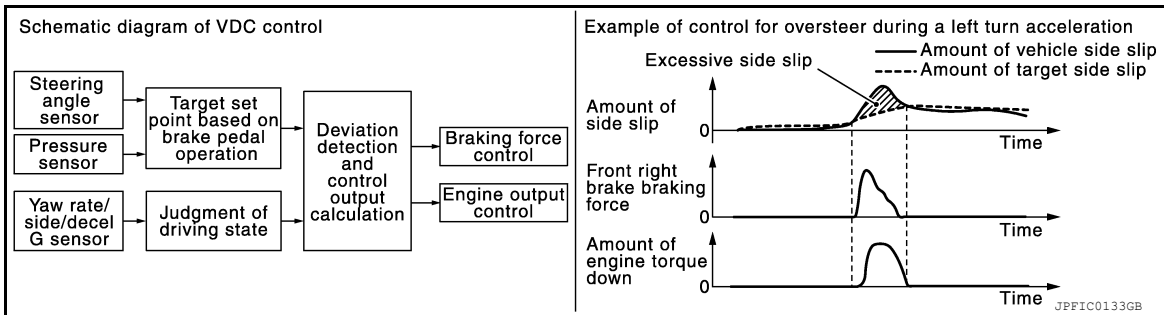 Schematic diagram of VDC control
Steering
angle
sensor
Pressure
sensor
Yaw rate/
side/decel
G sensor
Target set
point based on
brake pedal
operation
Judgment of
driving state
Deviation
detection
and
control
output
calculation
Braking force
control
Engine output
control
Example of control for oversteer during a left turn acceleration
Amount of vehicle side slip
Amount of target side slip
Excessive side slip
Amount of
side slip
0
Time
Front right
brake braking
force
0
Time
Amount of
engine torque
down
0
Time
JPFIC0133GB